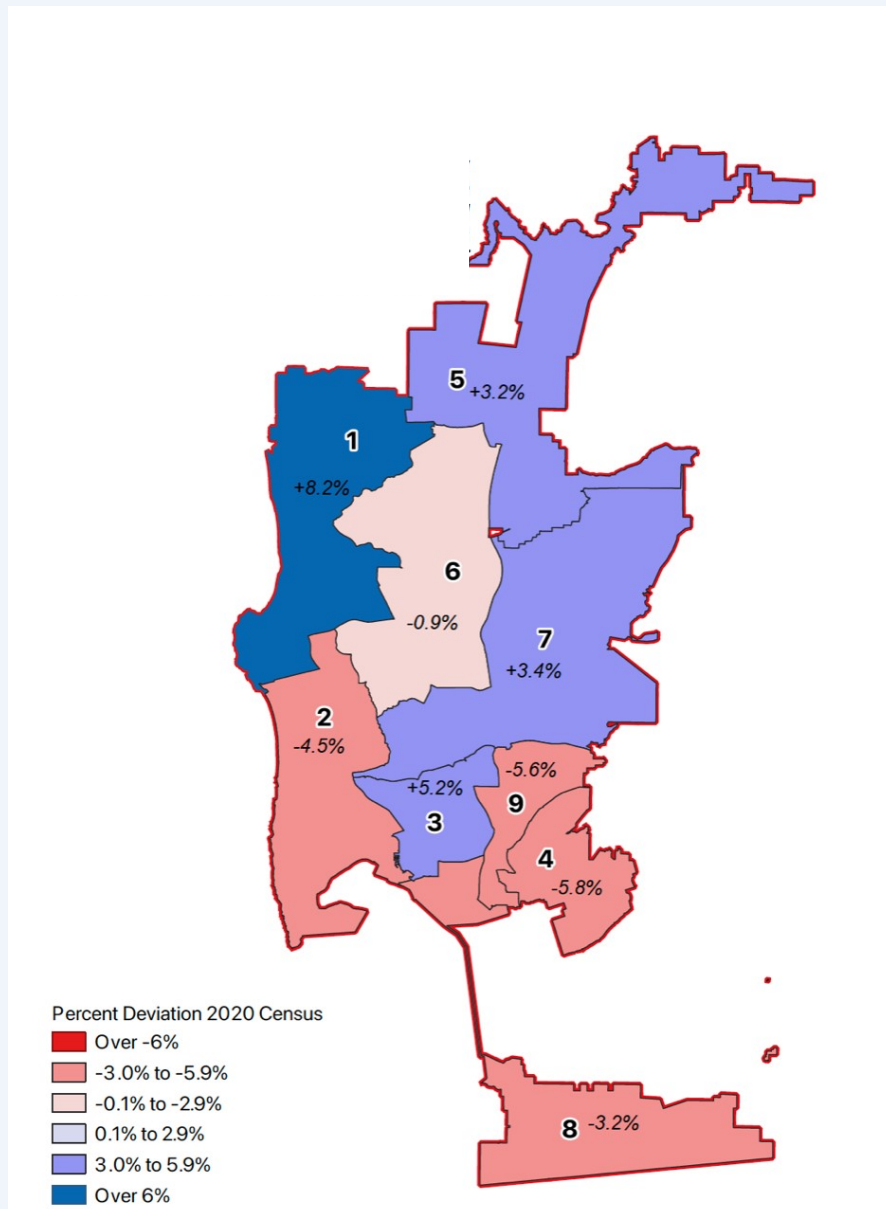 5
+3.2%
1
+8.2%
6
-0.9%
7
+3.4%
2
-4.5%
-5.6%
+5.2%
9
3
4
-5.8%
Percent Deviation 2020 Census
Over -6%
-3.0% to -5.9%
-0.1% to -2.9%
0.1% to 2.9%
3.0% to 5.9%
Over 6%
8 -3.2%